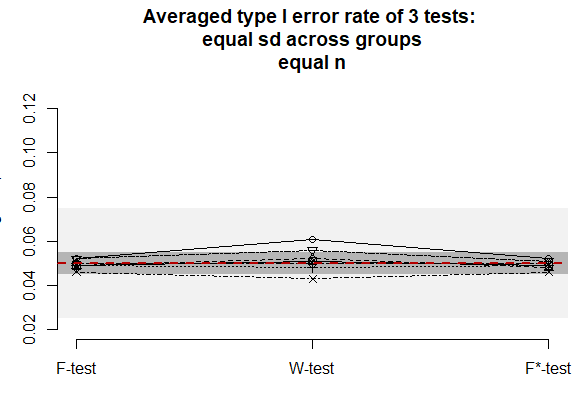 Averaged type I error rate of 3 tests:
equal sd across groups
equal n
0.12
0.10
0.08
0.06
0.04
0.02
F-test
W-test
F*-test